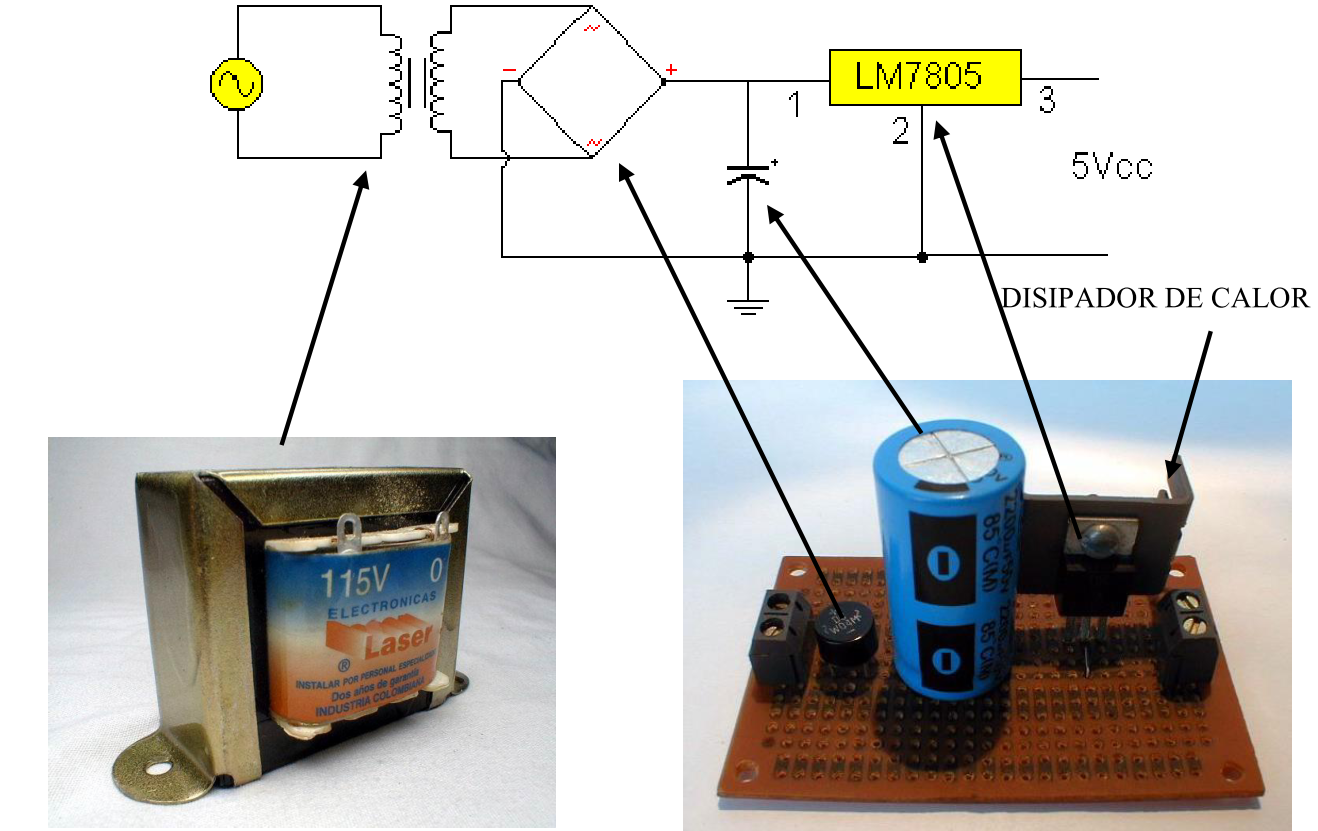 −
+
LM7805
1
2
3
+
5Vcc
DISIPADOR DE CALOR
115V 0
ELECTRONICAS
Laser
®
INSTALAR POR PERSONAL ESPECIALIZADO
Dos años de garantía
INDUSTRIA COLOMBIANA
85°C(M)
85°C(M)
W04M